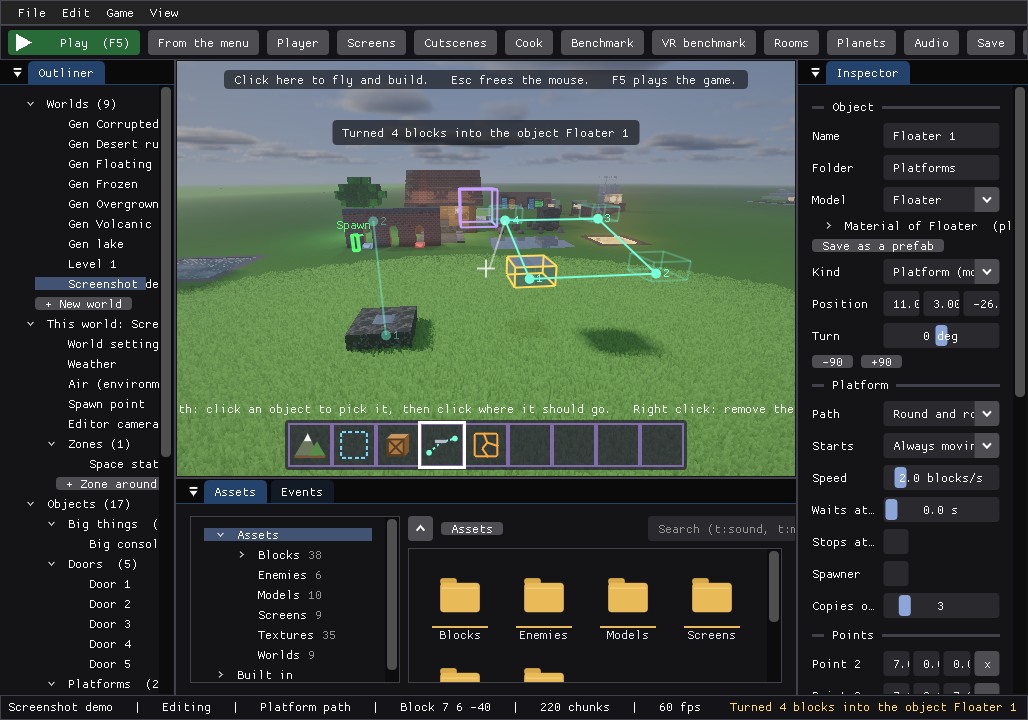 File Edit Game View
Play (F5) From the menu Player Screens Cutscenes Cook Benchmark VR benchmark Rooms Planets Audio Save
Outliner
Worlds (9)
Gen Corrupted
Gen Desert ru
Gen Floating
Gen Frozen
Gen Overgrown
Gen Volcanic
Gen lake
Level 1
Screenshot de
+ New world
This world: Scre
World setting
Weather
Air (environm
Spawn point
Editor camera
Zones (1)
Space stat
+ Zone around
Objects (17)
Big things (
Big consol
Doors (5)
Door 1
Door 2
Door 3
Door 4
Door 5
Platforms (2
Click here to fly and build. Esc frees the mouse. F5 plays the game.
Turned 4 blocks into the object Floater 1
Spawn
2
4
3
1
2
1
th: click an object to pick it, then click where it should go. Right click: remove the
Assets Events
Assets
Blocks 38
Enemies 6
Models 10
Screens 9
Textures 35
Worlds 9
Built in
Assets
Search (t:sound, t:m
Blocks
Enemies
Models
Screens
Inspector
Object
Name Floater 1
Folder Platforms
Model Floater
Material of Floater (pl
Save as a prefab
Kind Platform (mo
Position 11.0 3.00 -26.
Turn 0 deg
-90 +90
Platform
Path Round and ro
Starts Always movin
Speed 2.0 blocks/s
Waits at… 0.0 s
Stops at…
Spawner
Copies o… 3
Points
Point 2 7.( 0.( 0.( x
Screenshot demo | Editing | Platform path | Block 7 6 -40 | 220 chunks | 60 fps Turned 4 blocks into the object Floater 1